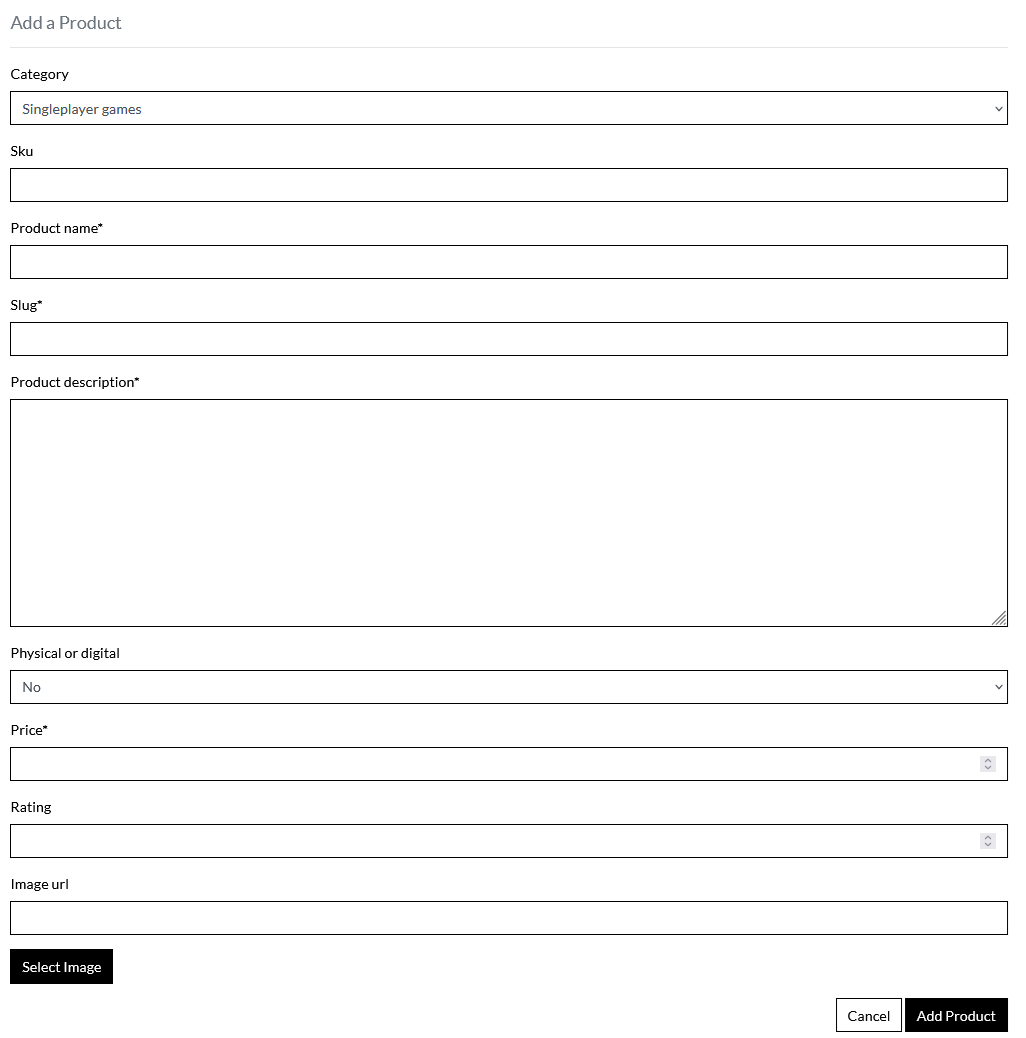 Add a Product
Category
Singleplayer games
Sku
Product name*
Slug*
Product description*
Physical or digital
No
Price*
Rating
Image url
Select Image
Cancel Add Product